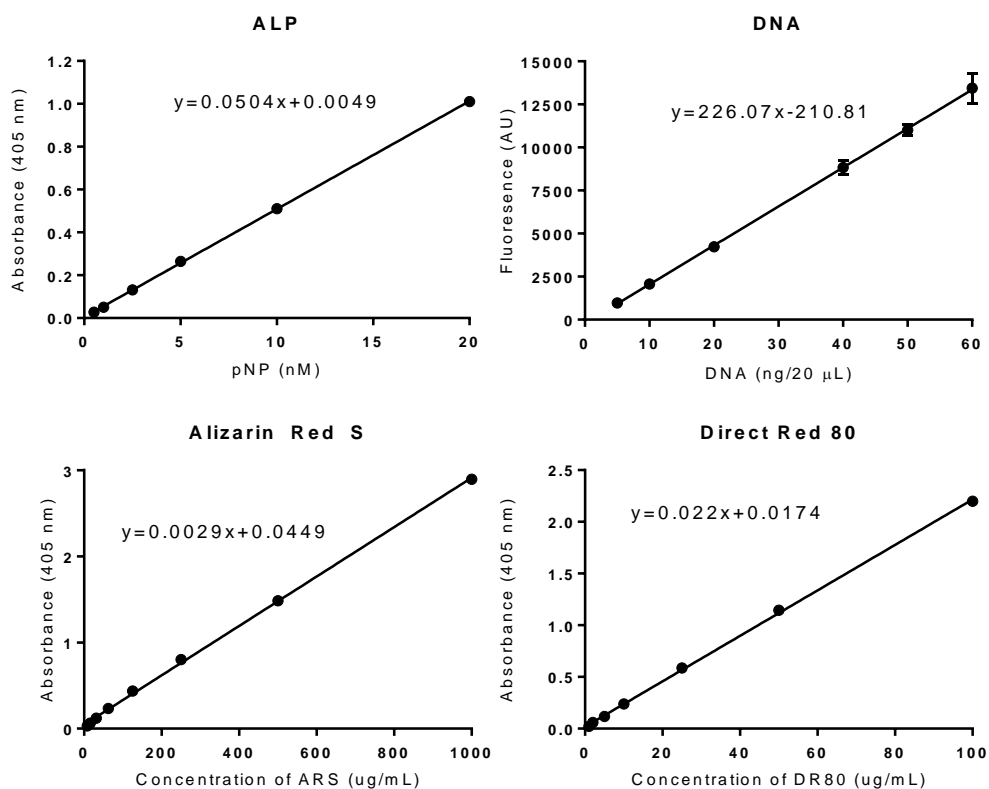 ALP
y=0.0504x+0.0049
Absorbance (405 nm)
1.2
1.0
0.8
0.6
0.4
0.2
0.0
0 5 10 15 20
pNP (nM)
DNA
y=226.07x-210.81
Fluoresence (AU)
15000
12500
10000
7500
5000
2500
0
0 10 20 30 40 50 60
DNA (ng/20 μL)
Alizarin Red S
y=0.0029x+0.0449
Absorbance (405 nm)
3
2
1
0
0 200 400 600 800 1000
Concentration of ARS (ug/mL)
Direct Red 80
y=0.022x+0.0174
Absorbance (405 nm)
2.5
2.0
1.5
1.0
0.5
0.0
0 20 40 60 80 100
Concentration of DR80 (ug/mL)